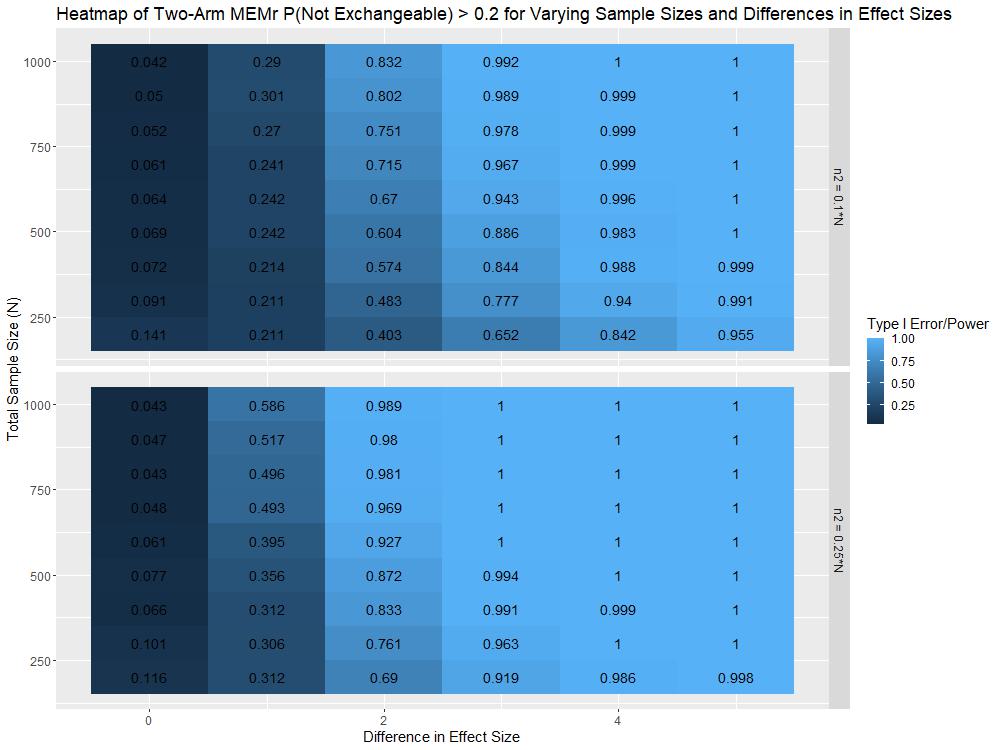 Heatmap of Two-Arm MEMr P(Not Exchangeable) > 0.2 for Varying Sample Sizes and Differences in Effect Sizes
Total Sample Size (N)
1000 0.042 0.29 0.832 0.992 1 1
0.05 0.301 0.802 0.989 0.999 1
0.052 0.27 0.751 0.978 0.999 1
750
0.061 0.241 0.715 0.967 0.999 1
0.064 0.242 0.67 0.943 0.996 1
500 0.069 0.242 0.604 0.886 0.983 1
0.072 0.214 0.574 0.844 0.988 0.999
0.091 0.211 0.483 0.777 0.94 0.991
250
0.141 0.211 0.403 0.652 0.842 0.955
n2 = 0.1*N
1000 0.043 0.586 0.989 1 1 1
0.047 0.517 0.98 1 1 1
0.043 0.496 0.981 1 1 1
750
0.048 0.493 0.969 1 1 1
0.061 0.395 0.927 1 1 1
500 0.077 0.356 0.872 0.994 1 1
0.066 0.312 0.833 0.991 0.999 1
0.101 0.306 0.761 0.963 1 1
250
0.116 0.312 0.69 0.919 0.986 0.998
n2 = 0.25*N
0 2 4
Difference in Effect Size
Type I Error/Power
1.00
0.75
0.50
0.25